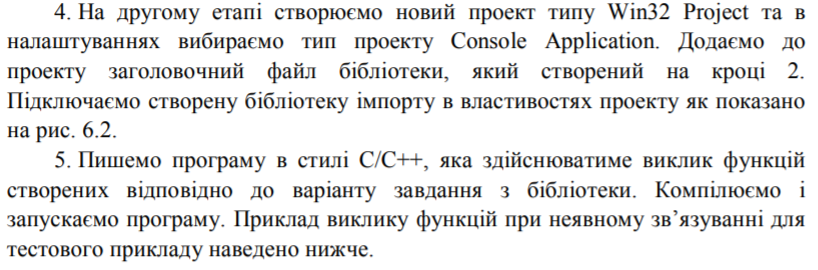 4. На другому етапі створюємо новий проект типу Win32 Project та в
налаштуваннях вибираємо тип проекту Console Application. Додаємо до
проекту заголовочний файл бібліотеки, який створений на кроці 2.
Підключаємо створену бібліотеку імпорту в властивостях проекту як показано
на рис. 6.2.
5. Пишемо програму в стилі C/C++, яка здійснюватиме виклик функцій
створених відповідно до варіанту завдання з бібліотеки. Компілюємо і
запускаємо програму. Приклад виклику функцій при неявному зв’язуванні для
тестового прикладу наведено нижче.